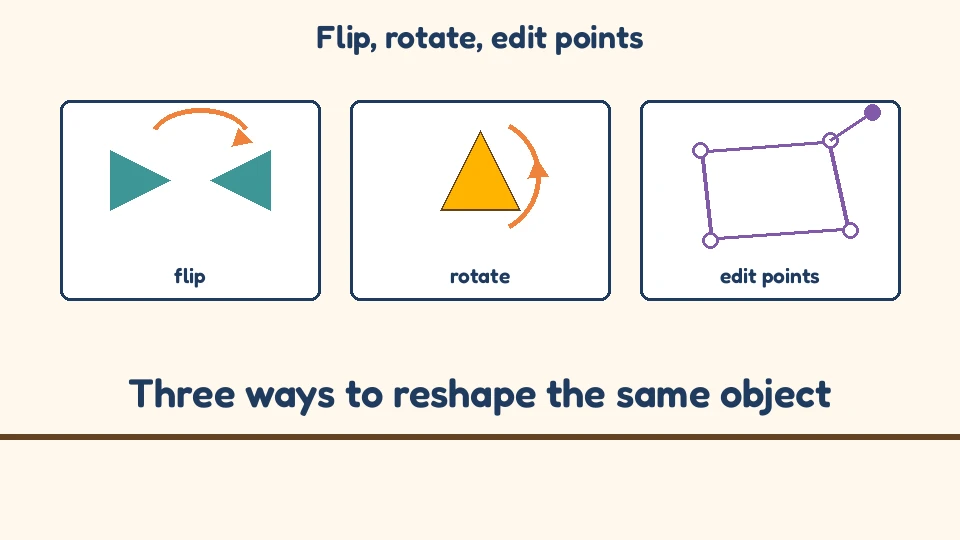 Flip, rotate, edit points
flip
rotate
edit points
Three ways to reshape the same object